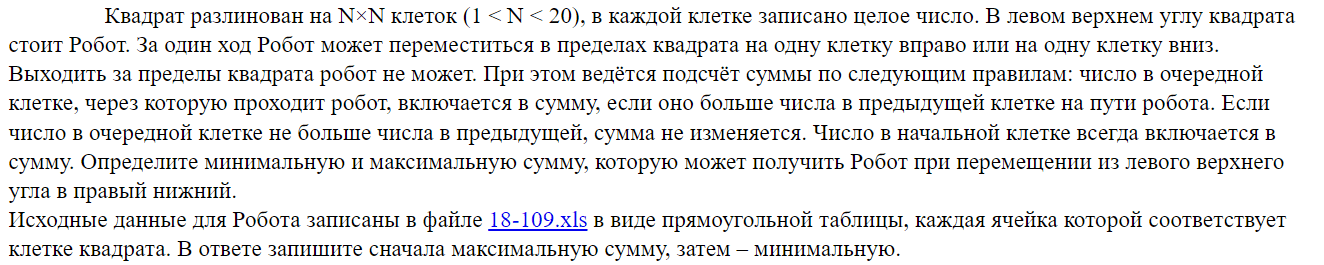 Квадрат разлинован на N×N клеток (1 < N < 20), в каждой клетке записано целое число. В левом верхнем углу квадрата
стоит Робот. За один ход Робот может переместиться в пределах квадрата на одну клетку вправо или на одну клетку вниз.
Выходить за пределы квадрата робот не может. При этом ведётся подсчёт суммы по следующим правилам: число в очередной
клетке, через которую проходит робот, включается в сумму, если оно больше числа в предыдущей клетке на пути робота. Если
число в очередной клетке не больше числа в предыдущей, сумма не изменяется. Число в начальной клетке всегда включается в
сумму. Определите минимальную и максимальную сумму, которую может получить Робот при перемещении из левого верхнего
угла в правый нижний.
Исходные данные для Робота записаны в файле 18-109.xls в виде прямоугольной таблицы, каждая ячейка которой соответствует
клетке квадрата. В ответе запишите сначала максимальную сумму, затем – минимальную.